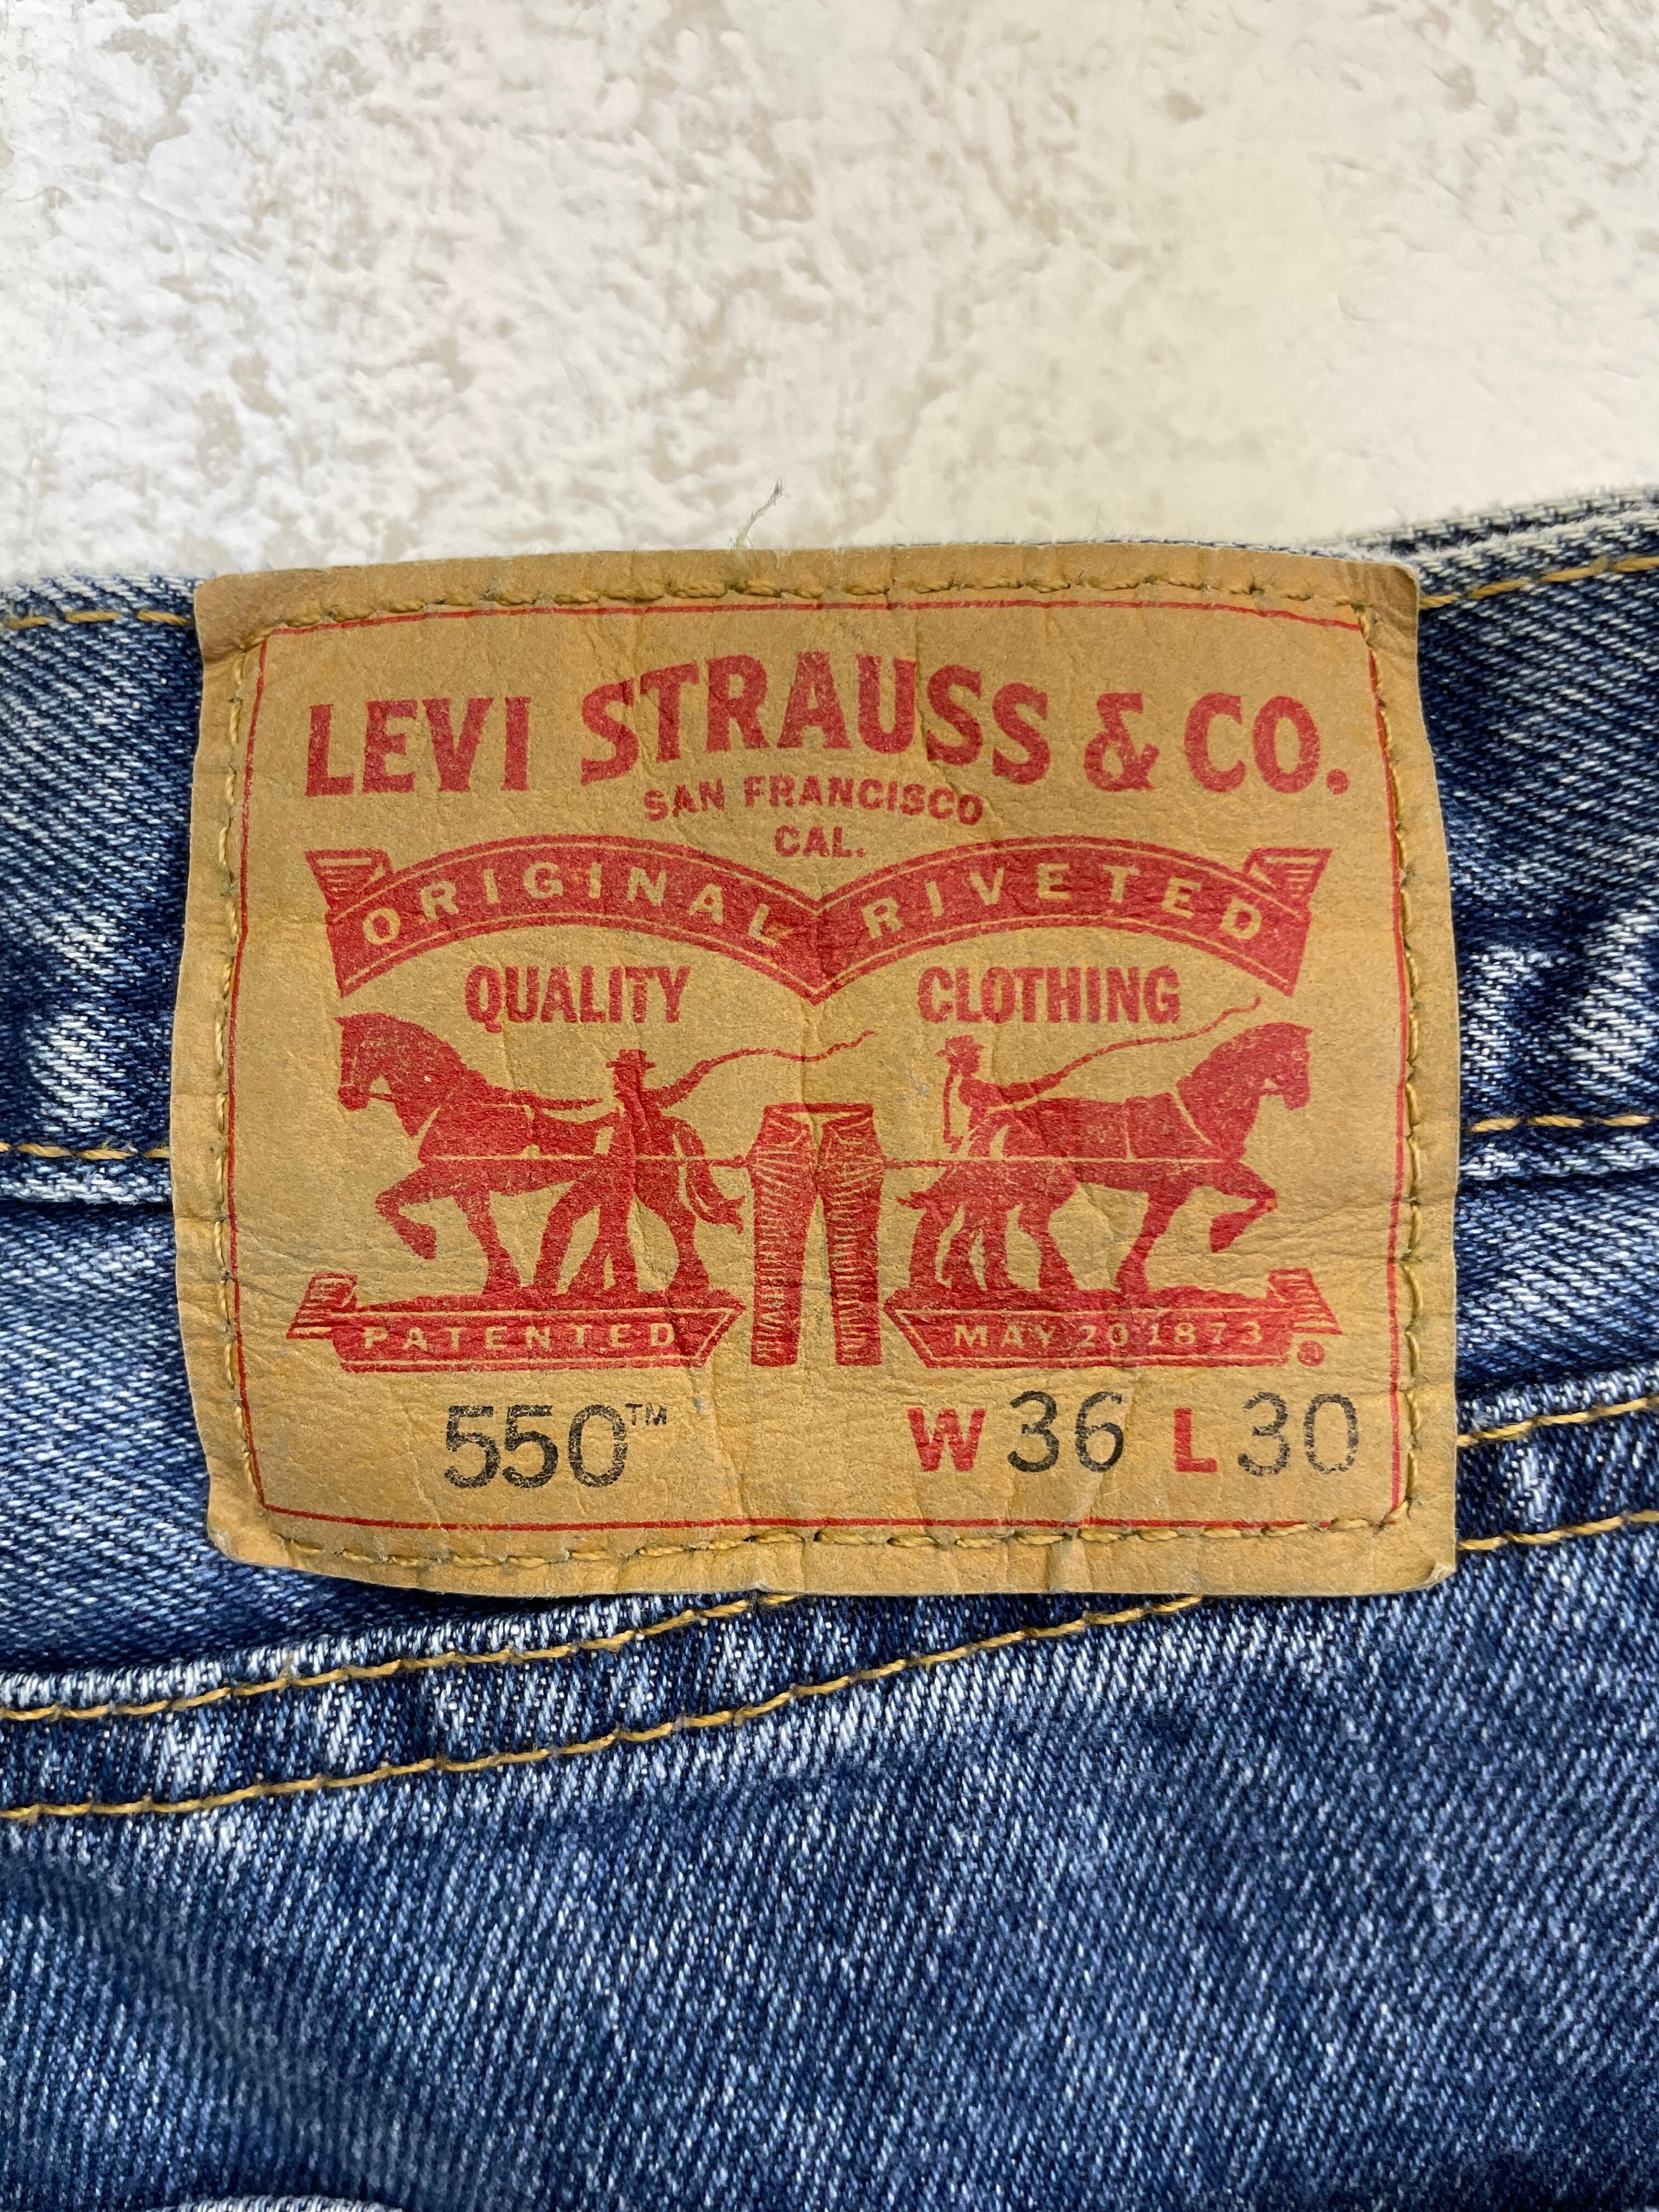 LEVI STRAUSS & CO.
SAN FRANCISCO
CAL.
ORIGINAL RIVETED
QUALITY CLOTHING
PATENTED MAY 20 1873 ®
550™ W 36 L 30